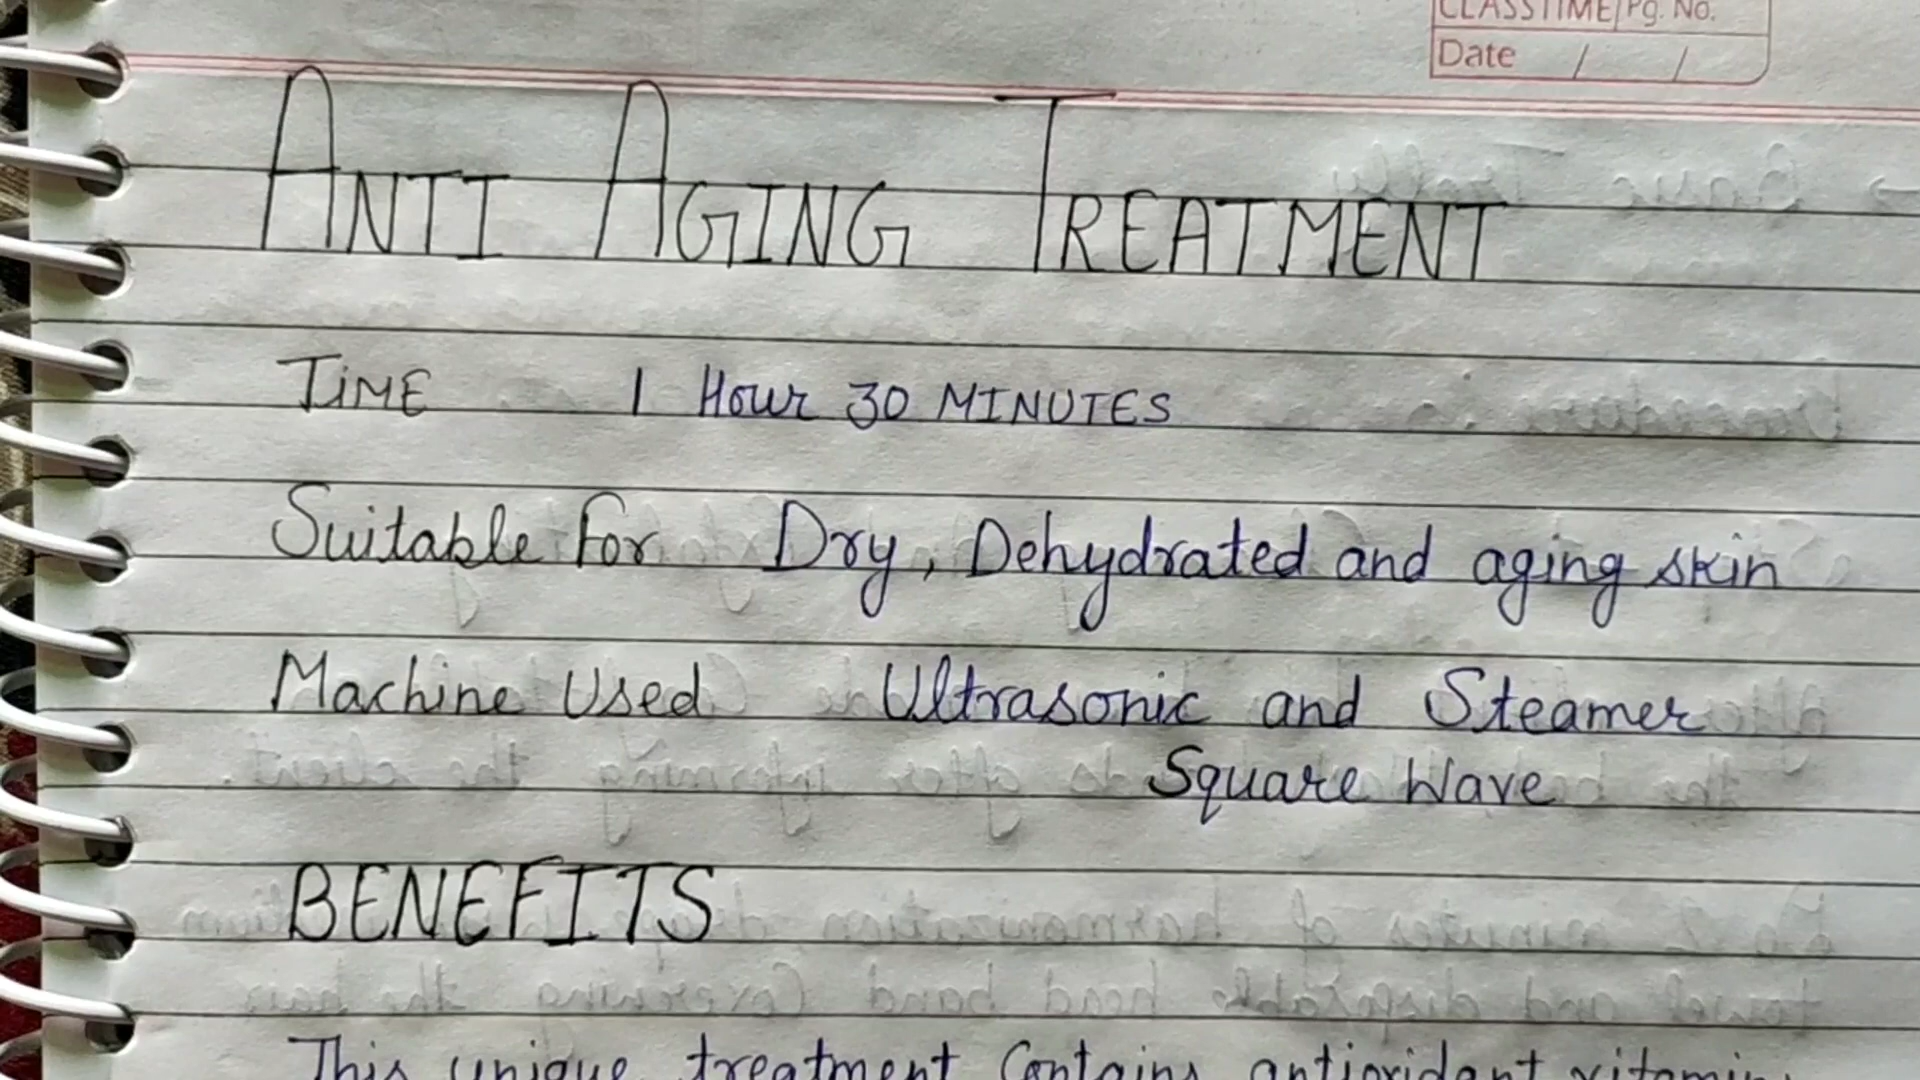 CLASSTIME Pg. No.
Date / /
ANTI AGING TREATMENT
TIME 1 Hour 30 MINUTES
Suitable For Dry, Dehydrated and aging skin
Machine Used Ultrasonic and Steamer
Square Wave
BENEFITS
This unique treatment Contains antioxidant vitamins